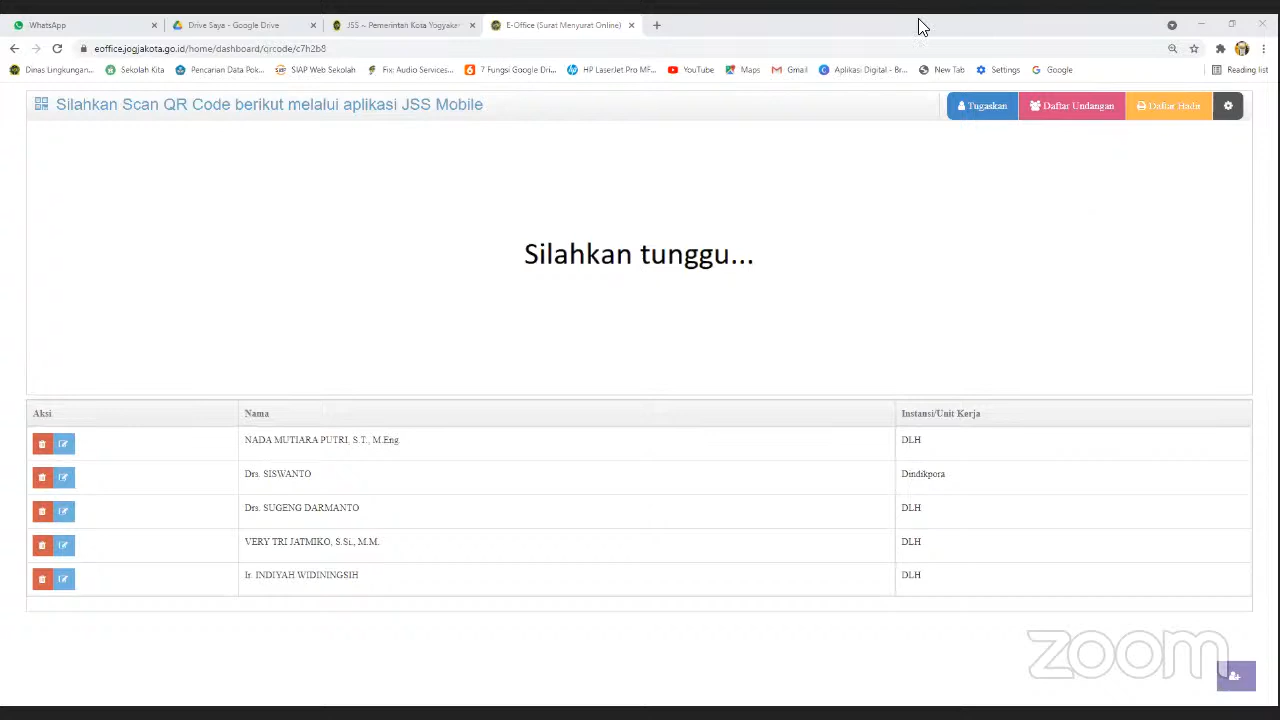 WhatsApp
Drive Saya - Google Drive
JSS ~ Pemerintah Kota Yogyakar
E-Office (Surat Menyurat Online)
eoffice.jogjakota.go.id/home/dashboard/qrcode/c7h2b8
Dinas Lingkungan...
Sekolah Kita
Pencarian Data Pok...
SIAP Web Sekolah
Fix: Audio Services...
7 Fungsi Google Dri...
HP LaserJet Pro MF...
YouTube
Maps
Gmail
Aplikasi Digital - Br...
New Tab
Settings
Google
Reading list
Silahkan Scan QR Code berikut melalui aplikasi JSS Mobile
Tugaskan
Daftar Undangan
Daftar Hadir
Silahkan tunggu...
Aksi Nama Instansi/Unit Kerja
NADA MUTIARA PUTRI, S.T., M.Eng. DLH
Drs. SISWANTO Dindikpora
Drs. SUGENG DARMANTO DLH
VERY TRI JATMIKO, S.Si., M.M. DLH
Ir. INDIYAH WIDININGSIH DLH
zoom